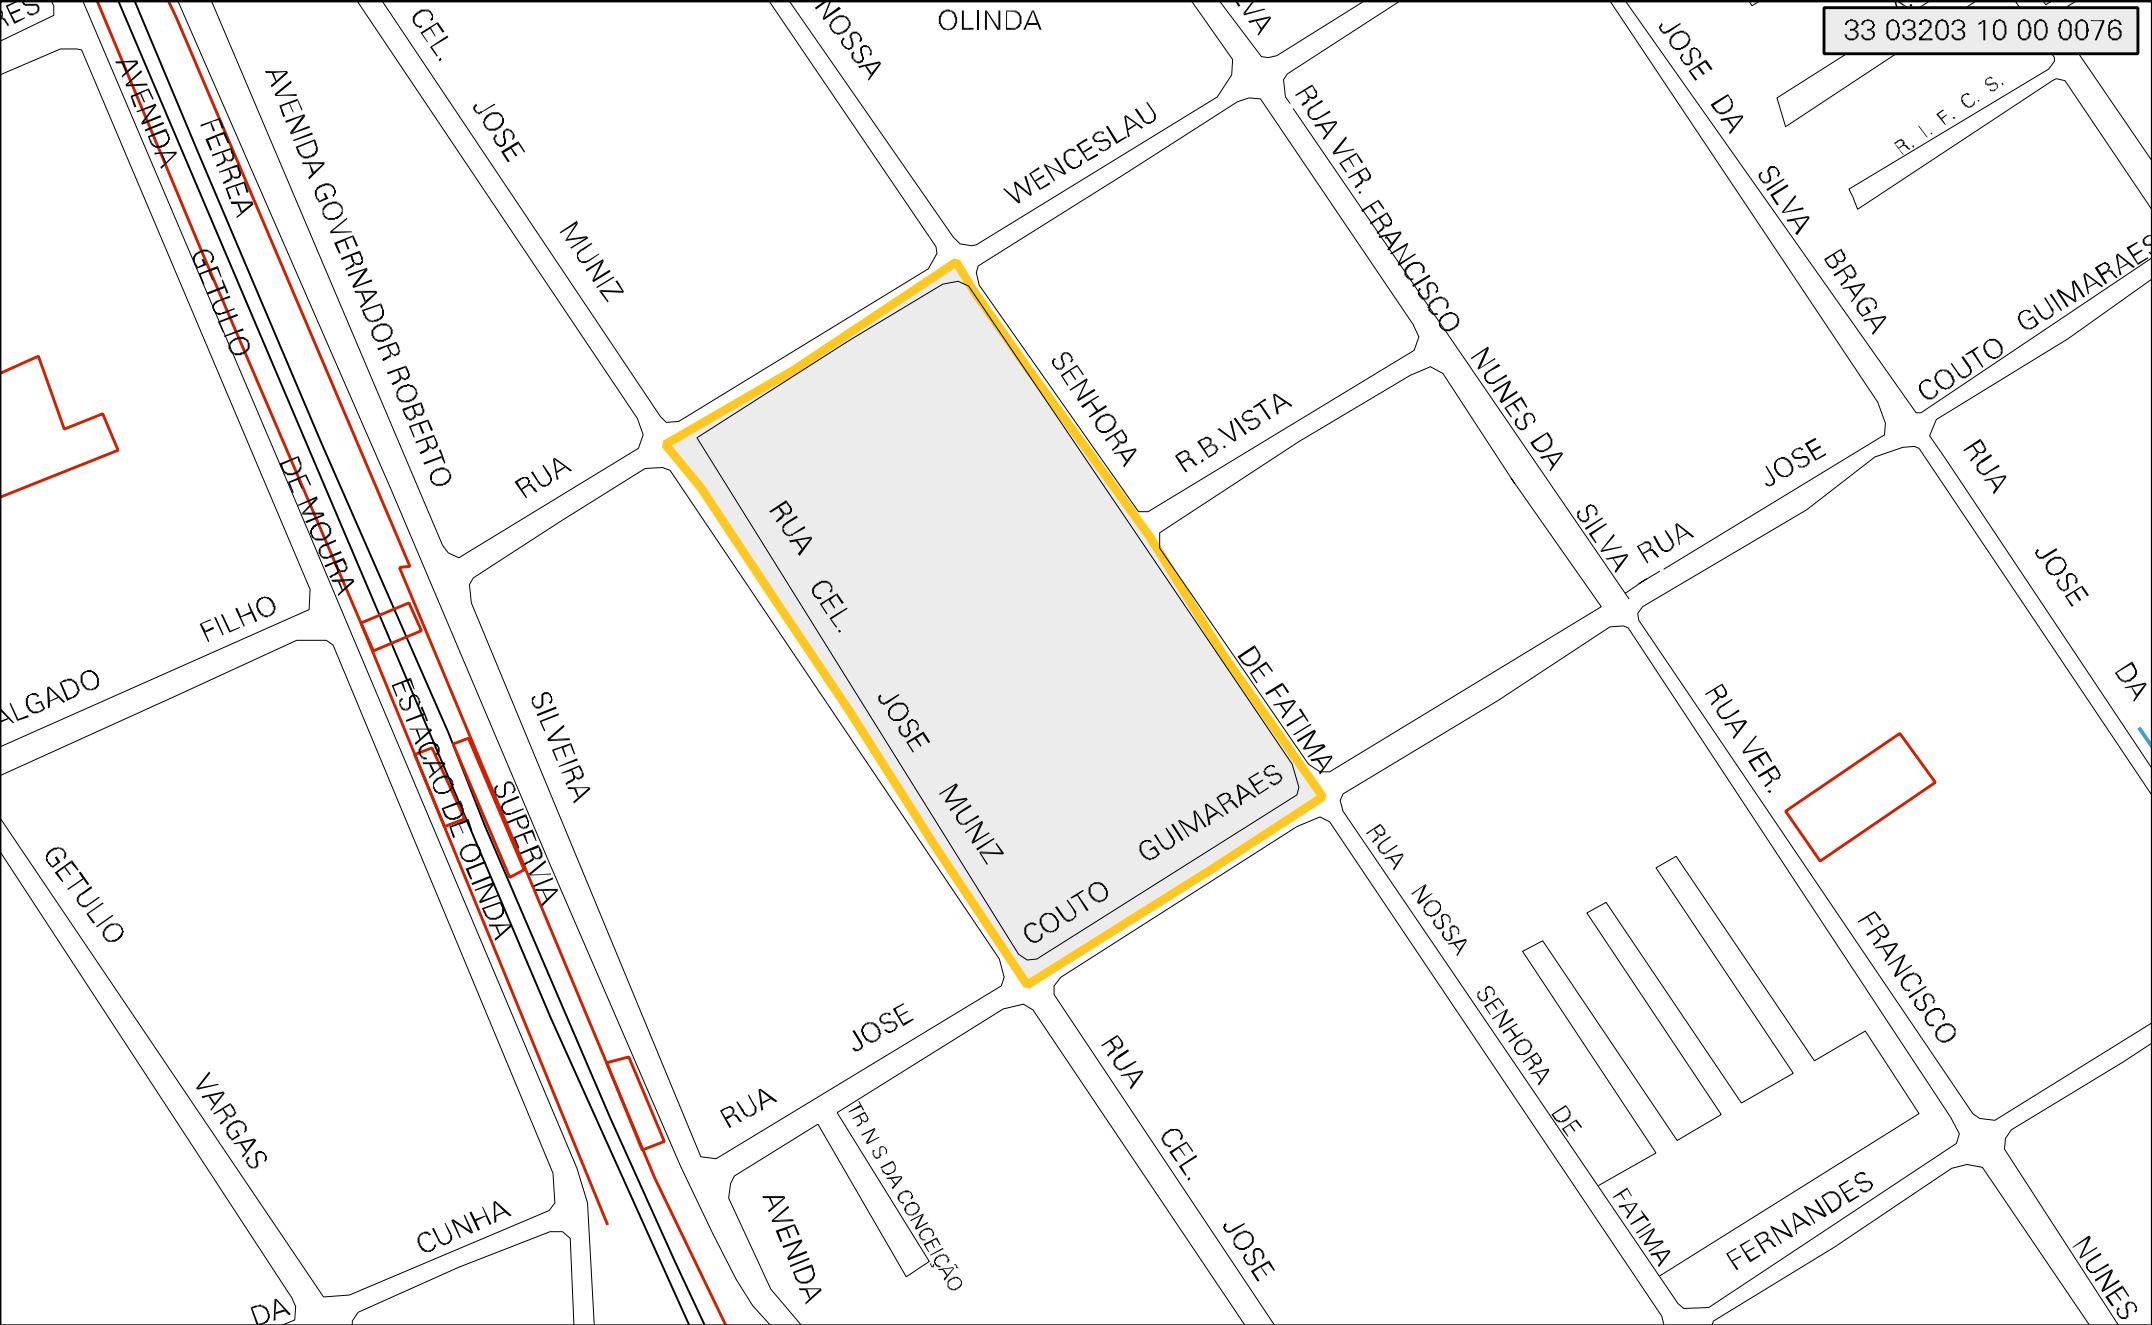 OLINDA
33 03203 10 00 0076
CEL.
JOSE
MUNIZ
NOSSA
WENCESLAU
RUA VER. FRANCISCO
NUNES DA
SILVA
JOSE DA
SILVA
BRAGA
R. I. F. C. S.
COUTO GUIMARAES
AVENIDA
FERREA
AVENIDA GOVERNADOR ROBERTO
GETULIO
DE MOURA
RUA
SENHORA
R.B.VISTA
RUA JOSE
RUA
JOSE
DA
RUA
CEL.
JOSE
MUNIZ
DE FATIMA
COUTO GUIMARAES
FILHO
ESTACAO DE OLINDA
SUPERVIA
SILVEIRA
RUA VER.
FRANCISCO
NUNES
GETULIO
VARGAS
RUA
NOSSA
SENHORA
DE
FATIMA
RUA JOSE
RUA
CEL.
JOSE
TR N S DA CONCEIÇÃO
AVENIDA
DA CUNHA
FERNANDES